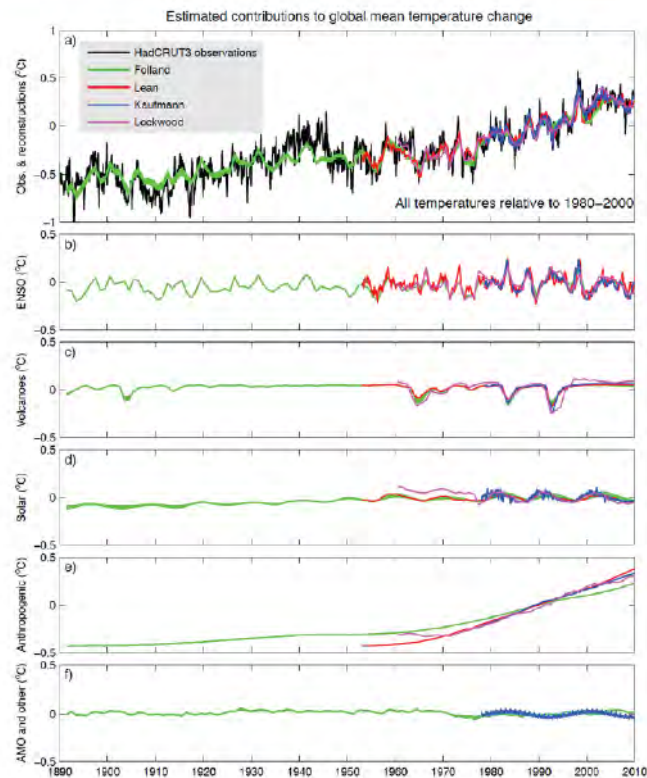 Estimated contributions to global mean temperature change
a)
HadCRUT3 observations
Folland
Lean
Kaufmann
Lockwood
Obs. & reconstructions (°C)
1
0.5
0
−0.5
−1
All temperatures relative to 1980−2000
b)
ENSO (°C)
0.5
0
−0.5
c)
Volcanoes (°C)
0.5
0
−0.5
d)
Solar (°C)
0.5
0
−0.5
e)
Anthropogenic (°C)
0.5
0
−0.5
f)
AMO and other (°C)
0.5
0
−0.5
1890 1900 1910 1920 1930 1940 1950 1960 1970 1980 1990 2000 2010